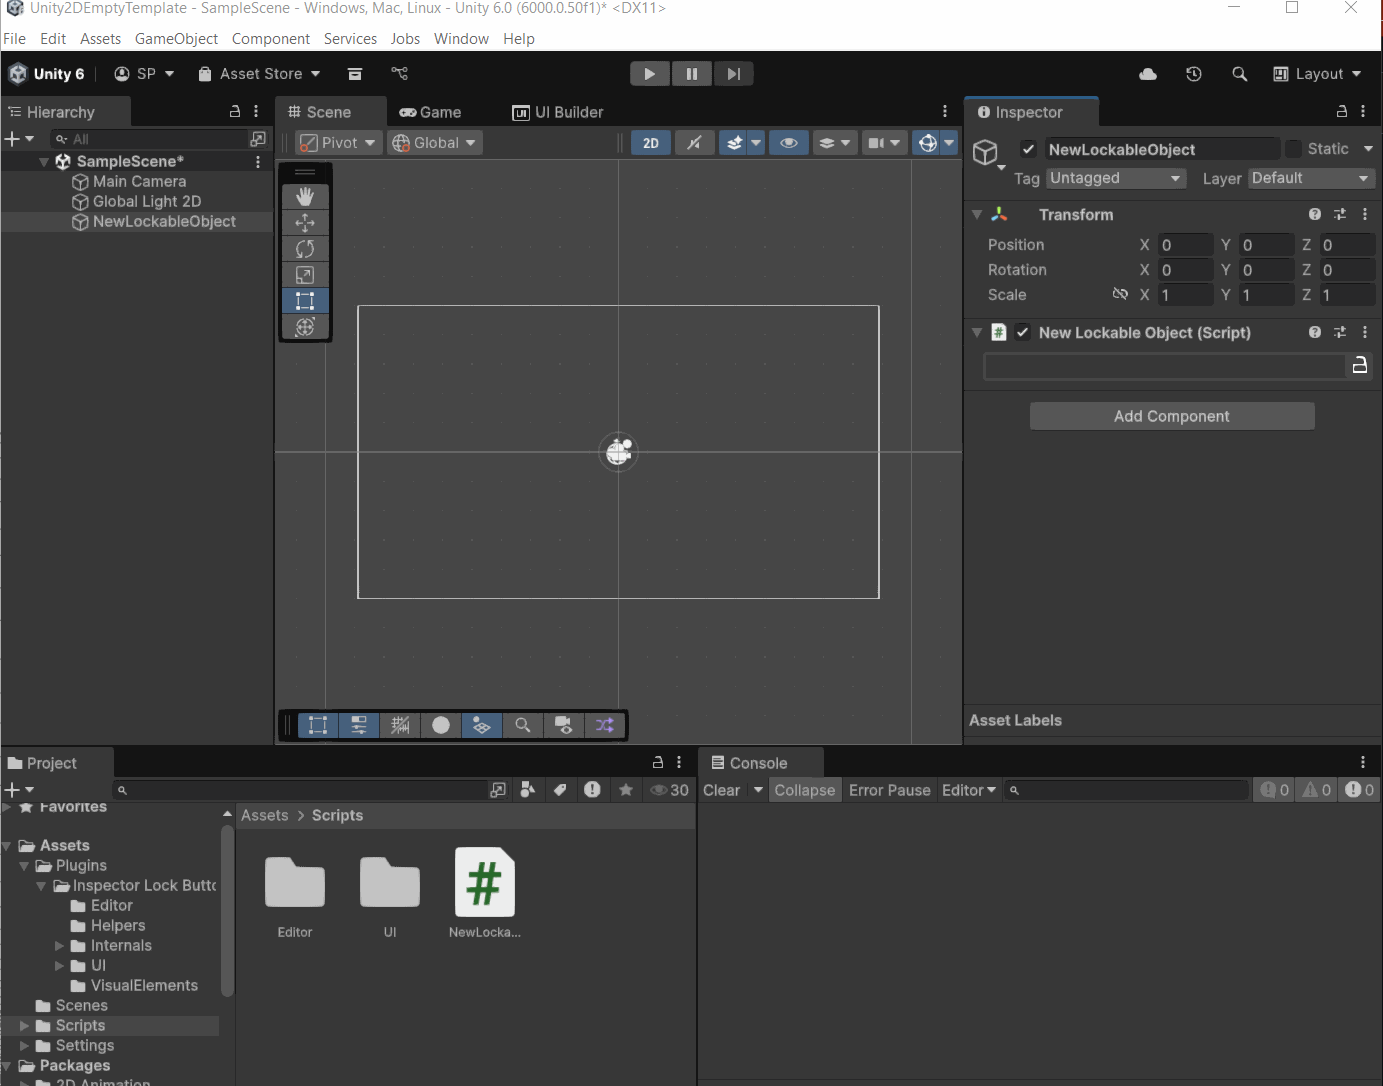 Unity2DEmptyTemplate - SampleScene - Windows, Mac, Linux - Unity 6.0 (6000.0.50f1)* <DX11>
File Edit Assets GameObject Component Services Jobs Window Help
Unity 6 SP Asset Store Layout
Hierarchy
All
SampleScene*
Main Camera
Global Light 2D
NewLockableObject
Scene Game UI Builder
Pivot Global 2D
Inspector
NewLockableObject Static
Tag Untagged Layer Default
Transform
Position X 0 Y 0 Z 0
Rotation X 0 Y 0 Z 0
Scale X 1 Y 1 Z 1
# New Lockable Object (Script)
Add Component
Asset Labels
Project
30
Favorites
Assets
Plugins
Inspector Lock Butto
Editor
Helpers
Internals
UI
VisualElements
Scenes
Scripts
Settings
Packages
2D Animation
Assets > Scripts
#
Editor UI NewLocka...
Console
Clear Collapse Error Pause Editor 0 0 0